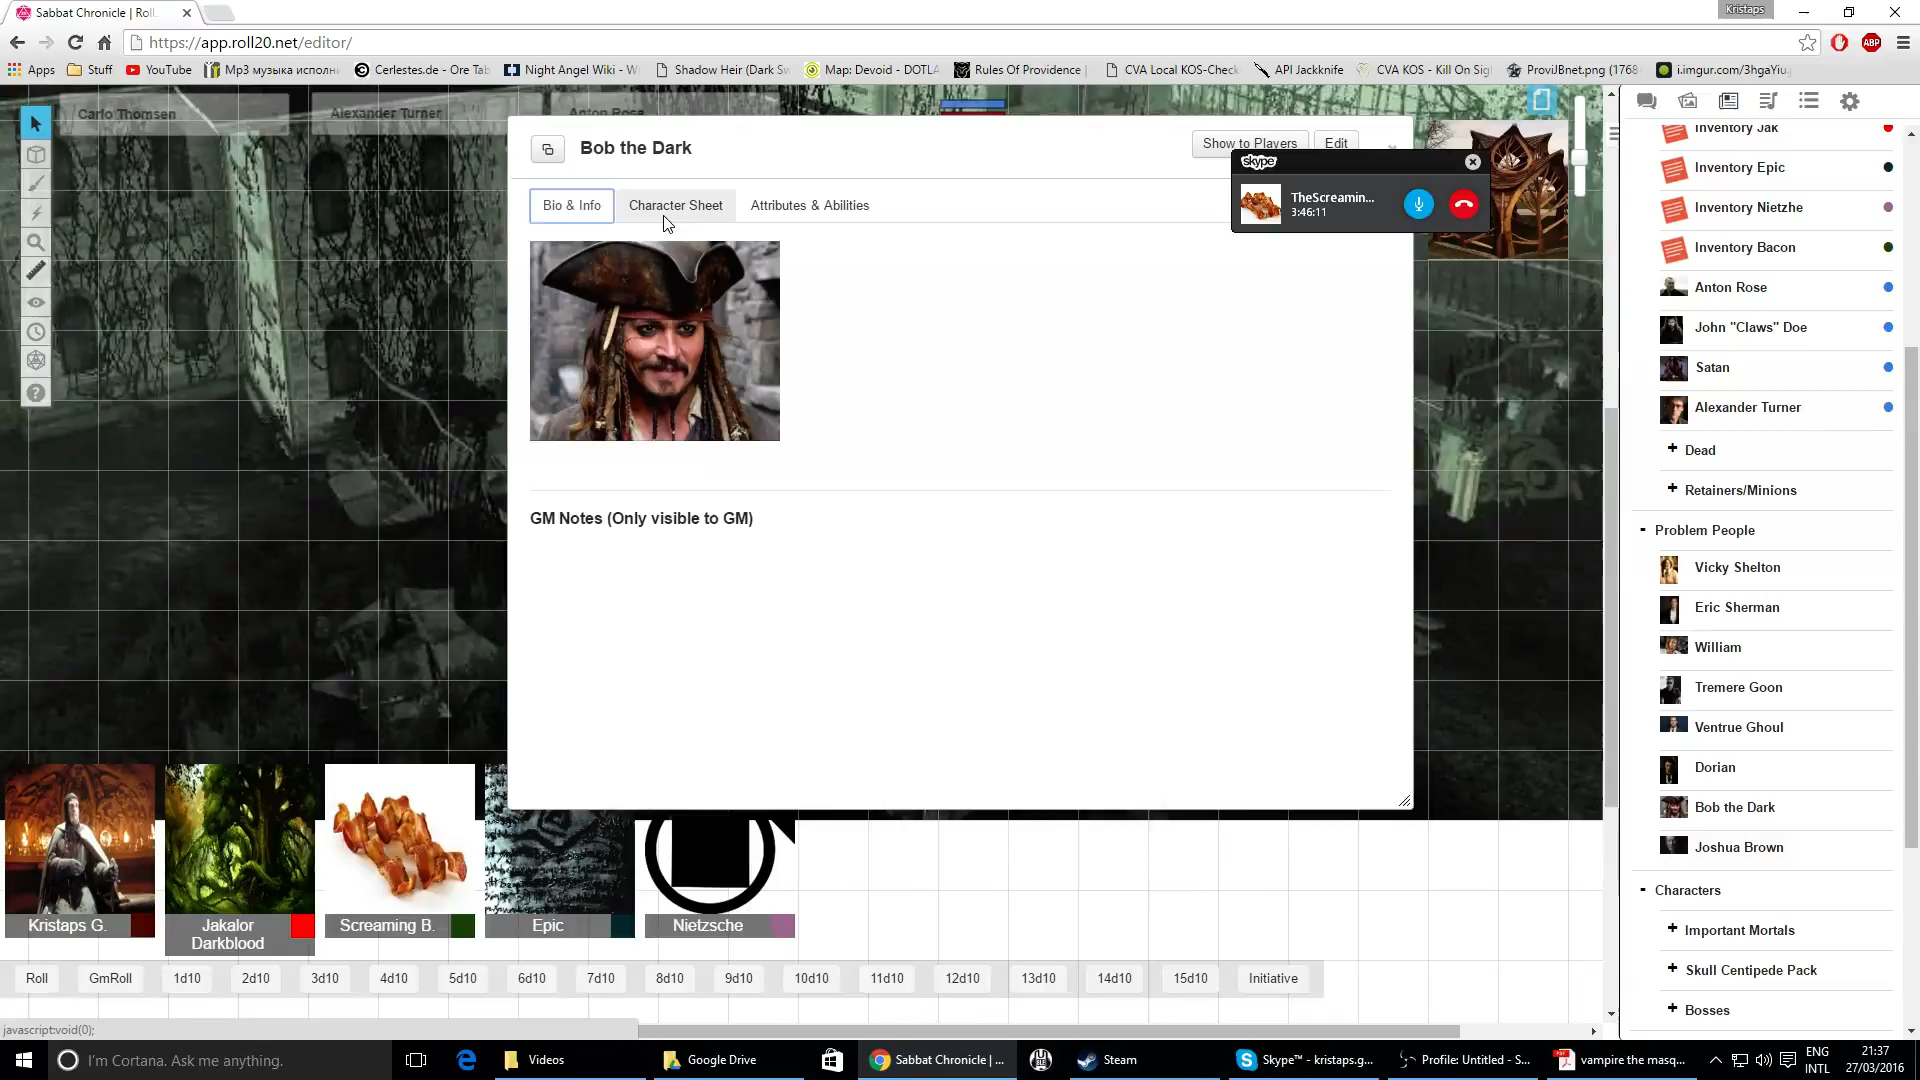 Sabbat Chronicle | Roll
Kristaps
https://app.roll20.net/editor/
Apps
Stuff
YouTube
Mp3 музыка исполни
Cerlestes.de - Ore Tab
Night Angel Wiki - W
Shadow Heir (Dark Sw
Map: Devoid - DOTLA
Rules Of Providence
CVA Local KOS-Check
API Jackknife
CVA KOS - Kill On Sig
ProviJBnet.png (1768
i.imgur.com/3hgaYiu.
ABP
Carlo Thomsen
Alexander Turner
Anton Rose
Bob the Dark
Show to Players
Edit
Bio & Info
Character Sheet
Attributes & Abilities
skype
TheScreamin...
3:46:11
GM Notes (Only visible to GM)
Inventory Jak
Inventory Epic
Inventory Nietzhe
Inventory Bacon
Anton Rose
John "Claws" Doe
Satan
Alexander Turner
+ Dead
+ Retainers/Minions
- Problem People
Vicky Shelton
Eric Sherman
William
Tremere Goon
Ventrue Ghoul
Dorian
Bob the Dark
Joshua Brown
- Characters
+ Important Mortals
+ Skull Centipede Pack
+ Bosses
Kristaps G.
Jakalor Darkblood
Screaming B.
Epic
Nietzsche
Roll
GmRoll
1d10
2d10
3d10
4d10
5d10
6d10
7d10
8d10
9d10
10d10
11d10
12d10
13d10
14d10
15d10
Initiative
javascript:void(0);
I'm Cortana. Ask me anything.
Videos
Google Drive
Sabbat Chronicle | ...
Steam
Skype™ - kristaps.g...
Profile: Untitled - S...
vampire the masq...
ENG
INTL
21:37
27/03/2016